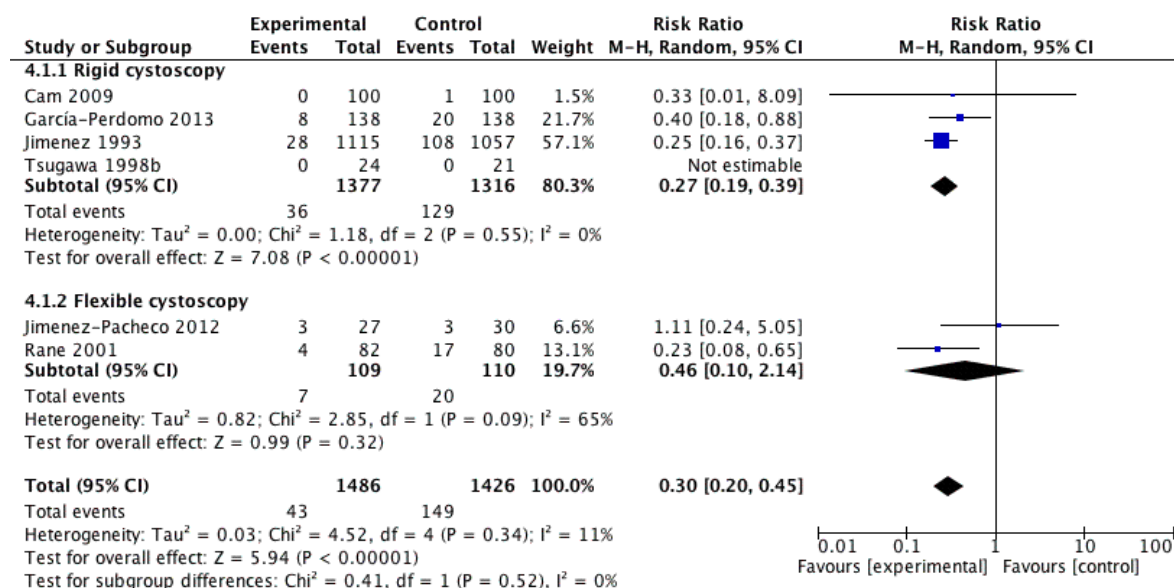 Experimental Control Risk Ratio Risk Ratio
Study or Subgroup Events Total Events Total Weight M-H, Random, 95% CI M-H, Random, 95% CI
4.1.1 Rigid cystoscopy
Cam 2009 0 100 1 100 1.5% 0.33 [0.01, 8.09]
García-Perdomo 2013 8 138 20 138 21.7% 0.40 [0.18, 0.88]
Jimenez 1993 28 1115 108 1057 57.1% 0.25 [0.16, 0.37]
Tsugawa 1998b 0 24 0 21 Not estimable
Subtotal (95% CI) 1377 1316 80.3% 0.27 [0.19, 0.39]
Total events 36 129
Heterogeneity: Tau² = 0.00; Chi² = 1.18, df = 2 (P = 0.55); I² = 0%
Test for overall effect: Z = 7.08 (P < 0.00001)
4.1.2 Flexible cystoscopy
Jimenez-Pacheco 2012 3 27 3 30 6.6% 1.11 [0.24, 5.05]
Rane 2001 4 82 17 80 13.1% 0.23 [0.08, 0.65]
Subtotal (95% CI) 109 110 19.7% 0.46 [0.10, 2.14]
Total events 7 20
Heterogeneity: Tau² = 0.82; Chi² = 2.85, df = 1 (P = 0.09); I² = 65%
Test for overall effect: Z = 0.99 (P = 0.32)
Total (95% CI) 1486 1426 100.0% 0.30 [0.20, 0.45]
Total events 43 149
Heterogeneity: Tau² = 0.03; Chi² = 4.52, df = 4 (P = 0.34); I² = 11%
Test for overall effect: Z = 5.94 (P < 0.00001)
Test for subgroup differences: Chi² = 0.41, df = 1 (P = 0.52), I² = 0%
0.01 0.1 1 10 100
Favours [experimental] Favours [control]